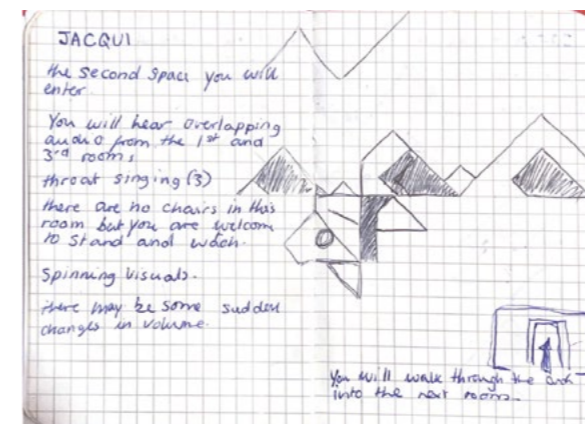 JACQUI
the second space you will
enter
You will hear overlapping
audio from the 1st and
3rd rooms
throat singing (3)
there are no chairs in this
room but you are welcome
to stand and watch.
Spinning visuals.
there may be some sudden
changes in volume.
You will walk through the arch
into the next room.